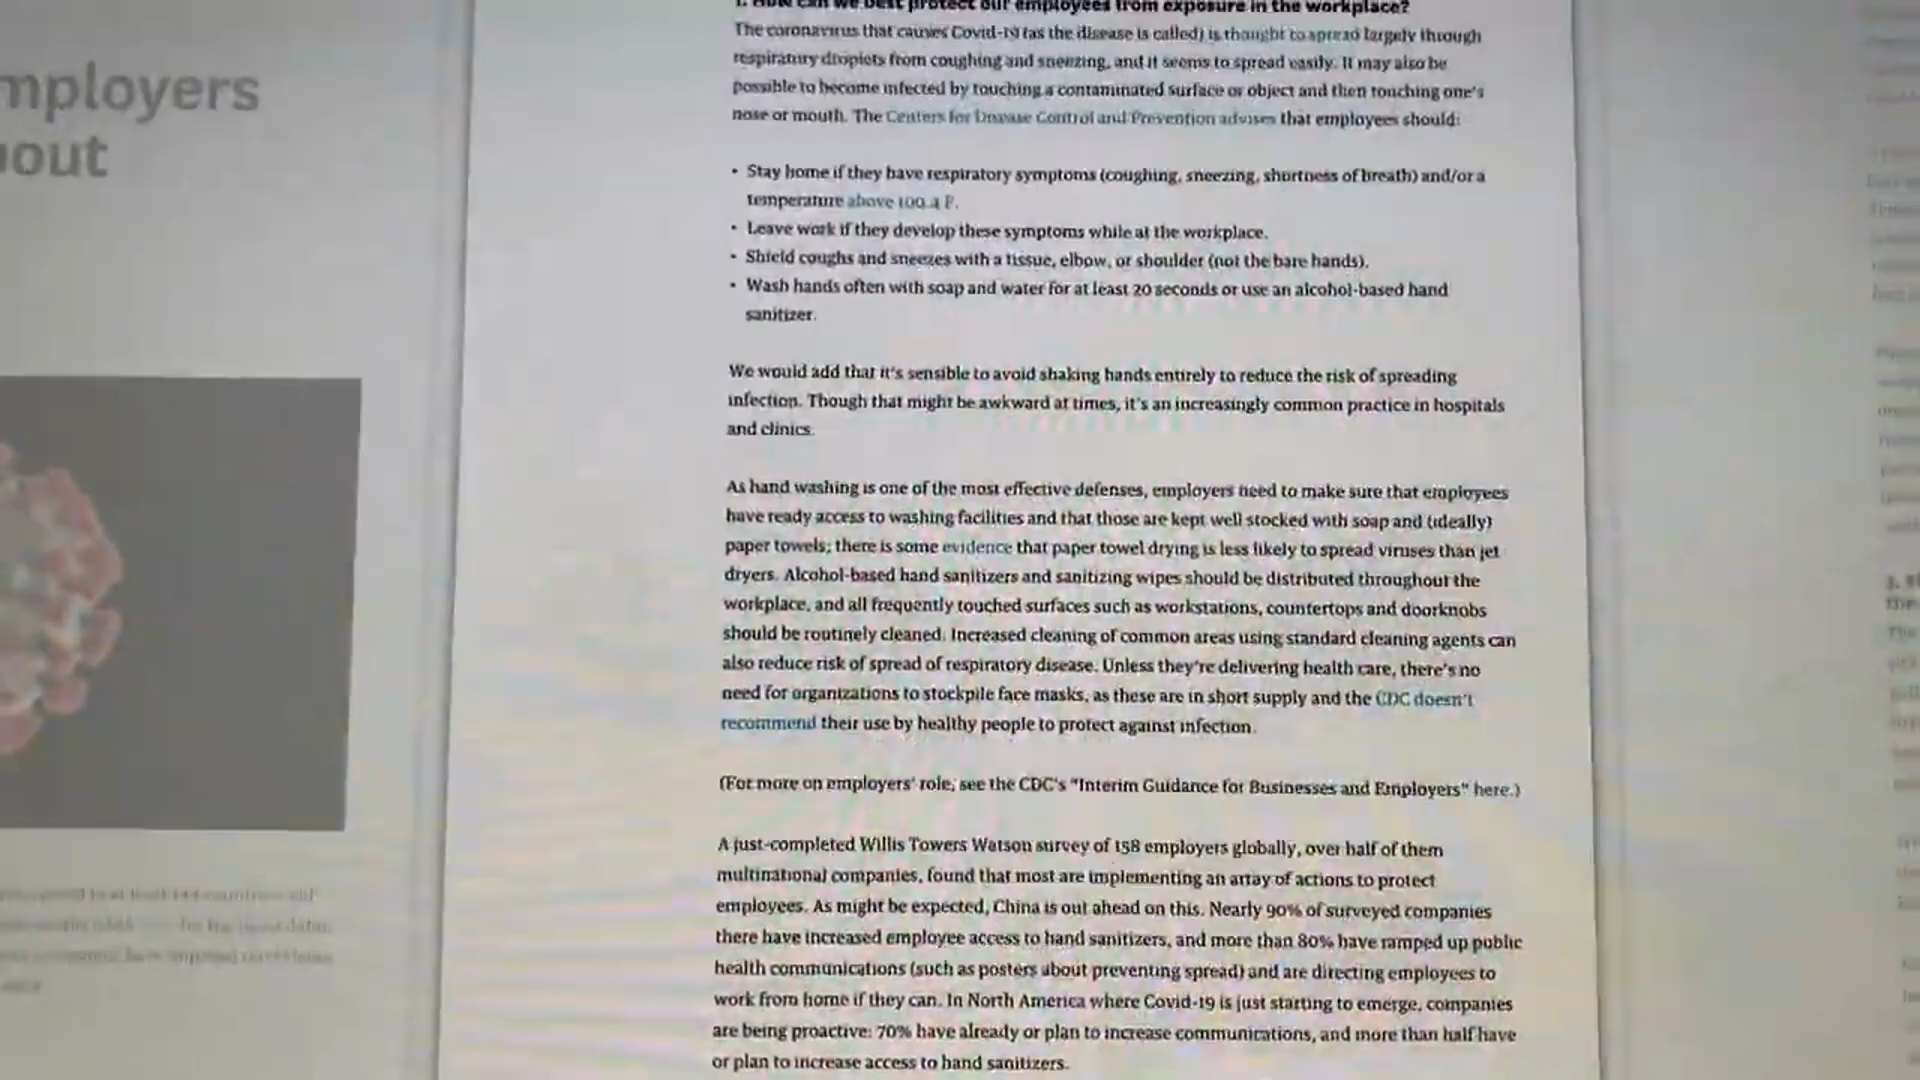 mployers
out
1. How can we best protect our employees from exposure in the workplace?
The coronavirus that causes Covid-19 (as the disease is called) is thought to spread largely through
respiratory droplets from coughing and sneezing, and it seems to spread easily. It may also be
possible to become infected by touching a contaminated surface or object and then touching one's
nose or mouth. The Centers for Disease Control and Prevention advises that employees should:
• Stay home if they have respiratory symptoms (coughing, sneezing, shortness of breath) and/or a
temperature above 100.4 F.
• Leave work if they develop these symptoms while at the workplace.
• Shield coughs and sneezes with a tissue, elbow, or shoulder (not the bare hands).
• Wash hands often with soap and water for at least 20 seconds or use an alcohol-based hand
sanitizer.
We would add that it's sensible to avoid shaking hands entirely to reduce the risk of spreading
infection. Though that might be awkward at times, it's an increasingly common practice in hospitals
and clinics.
As hand washing is one of the most effective defenses, employers need to make sure that employees
have ready access to washing facilities and that those are kept well stocked with soap and (ideally)
paper towels; there is some evidence that paper towel drying is less likely to spread viruses than jet
dryers. Alcohol-based hand sanitizers and sanitizing wipes should be distributed throughout the
workplace, and all frequently touched surfaces such as workstations, countertops and doorknobs
should be routinely cleaned. Increased cleaning of common areas using standard cleaning agents can
also reduce risk of spread of respiratory disease. Unless they're delivering health care, there's no
need for organizations to stockpile face masks, as these are in short supply and the CDC doesn't
recommend their use by healthy people to protect against infection.
(For more on employers' role, see the CDC's "Interim Guidance for Businesses and Employers" here.)
A just-completed Willis Towers Watson survey of 158 employers globally, over half of them
multinational companies, found that most are implementing an array of actions to protect
employees. As might be expected, China is out ahead on this. Nearly 90% of surveyed companies
there have increased employee access to hand sanitizers, and more than 80% have ramped up public
health communications (such as posters about preventing spread) and are directing employees to
work from home if they can. In North America where Covid-19 is just starting to emerge, companies
are being proactive: 70% have already or plan to increase communications, and more than half have
or plan to increase access to hand sanitizers.